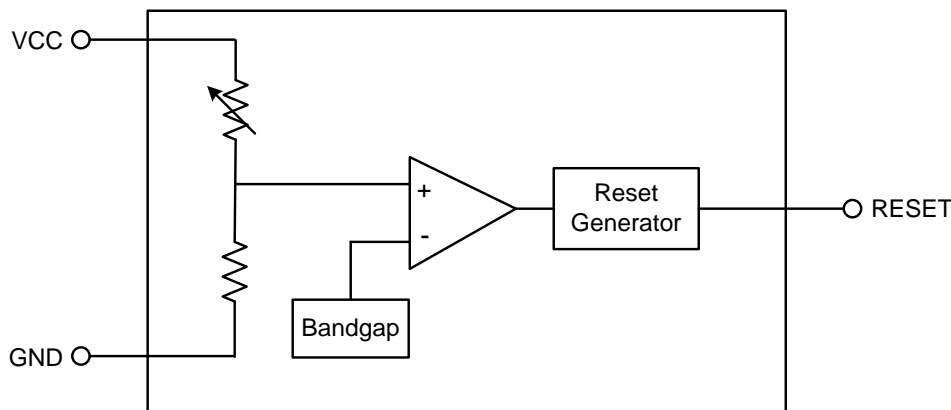 VCC
+
-
Reset
Generator
RESET
Bandgap
GND